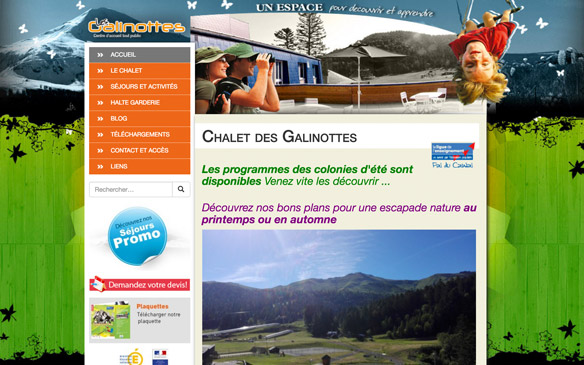 UN ESPACE pour découvrir et apprendre
Les Galinottes
Centre d'accueil tout public
ACCUEIL
LE CHALET
SÉJOURS ET ACTIVITÉS
HALTE GARDERIE
BLOG
TÉLÉCHARGEMENTS
CONTACT ET ACCÈS
LIENS
Rechercher...
Découvrez nos
Séjours
Promo
Demandez votre devis!
Plaquettes
Télécharger notre
plaquette
CHALET DES GALINOTTES
la ligue de
l'enseignement
Les programmes des colonies d'été sont
disponibles Venez vite les découvrir ...
Découvrez nos bons plans pour une escapade nature au
printemps ou en automne